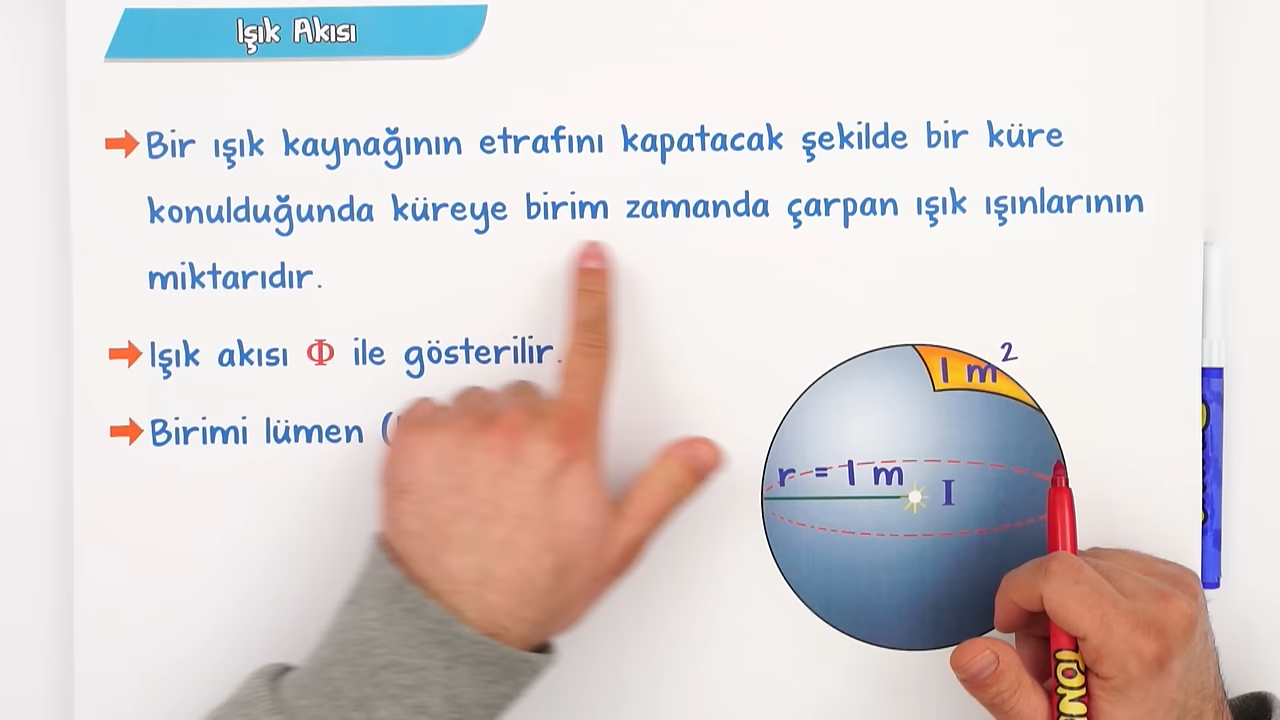 Işık Akısı
Bir ışık kaynağının etrafını kapatacak şekilde bir küre
konulduğunda küreye birim zamanda çarpan ışık ışınlarının
miktarıdır.
Işık akısı Φ ile gösterilir.
Birimi lümen (
1 m²
r = 1 m
I